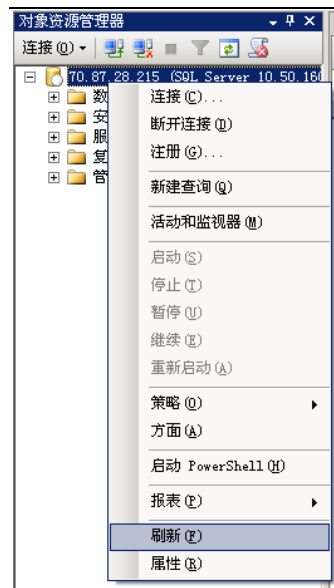 对象资源管理器
连接(O)
70.87.28.215 (SQL Server 10.50.160
数
安
服
复
管
连接(C)...
断开连接(D)
注册(G)...
新建查询(Q)
活动和监视器(M)
启动(S)
停止(T)
暂停(U)
继续(E)
重新启动(A)
策略(O)
方面(A)
启动 PowerShell(H)
报表(P)
刷新(F)
属性(R)